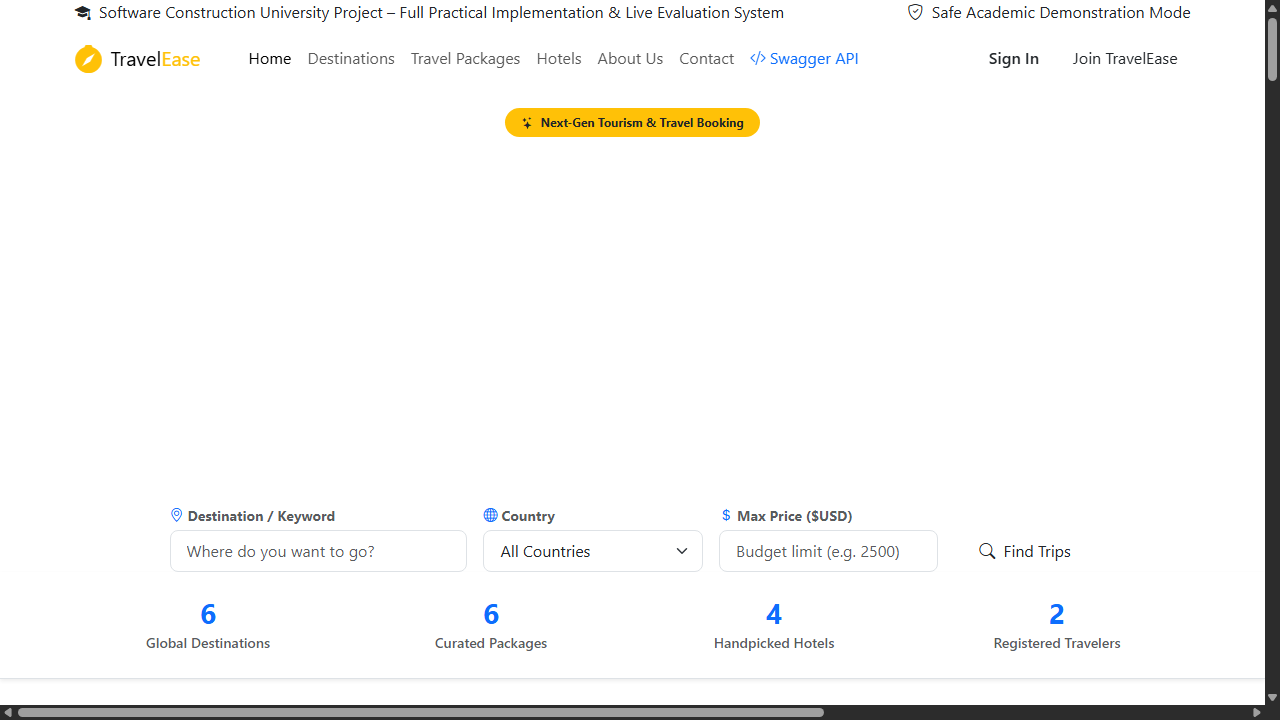 Software Construction University Project – Full Practical Implementation & Live Evaluation System
Safe Academic Demonstration Mode
TravelEase
Home
Destinations
Travel Packages
Hotels
About Us
Contact
Swagger API
Sign In
Join TravelEase
Next-Gen Tourism & Travel Booking
Destination / Keyword
Country
Max Price ($USD)
Where do you want to go?
All Countries
Budget limit (e.g. 2500)
Find Trips
6
Global Destinations
6
Curated Packages
4
Handpicked Hotels
2
Registered Travelers